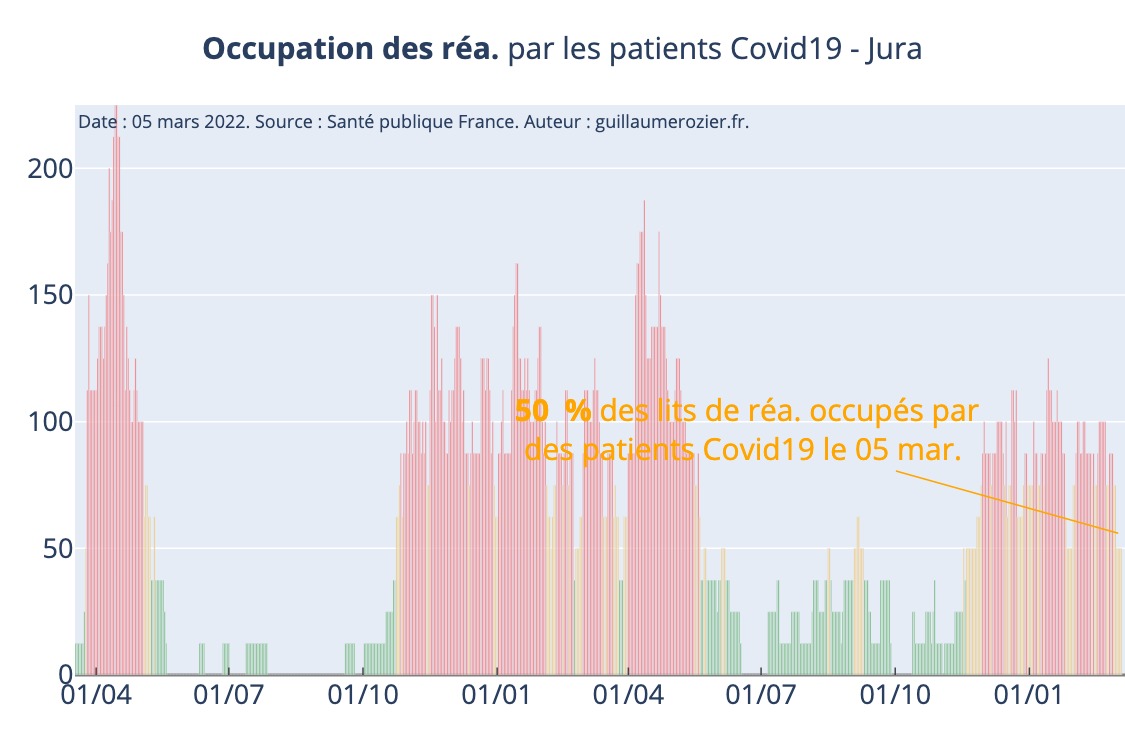 Occupation des réa. par les patients Covid19 - Jura
Date : 05 mars 2022. Source : Santé publique France. Auteur : guillaumerozier.fr.
200
150
100
50
0
50 % des lits de réa. occupés par
des patients Covid19 le 05 mar.
01/04 01/07 01/10 01/01 01/04 01/07 01/10 01/01